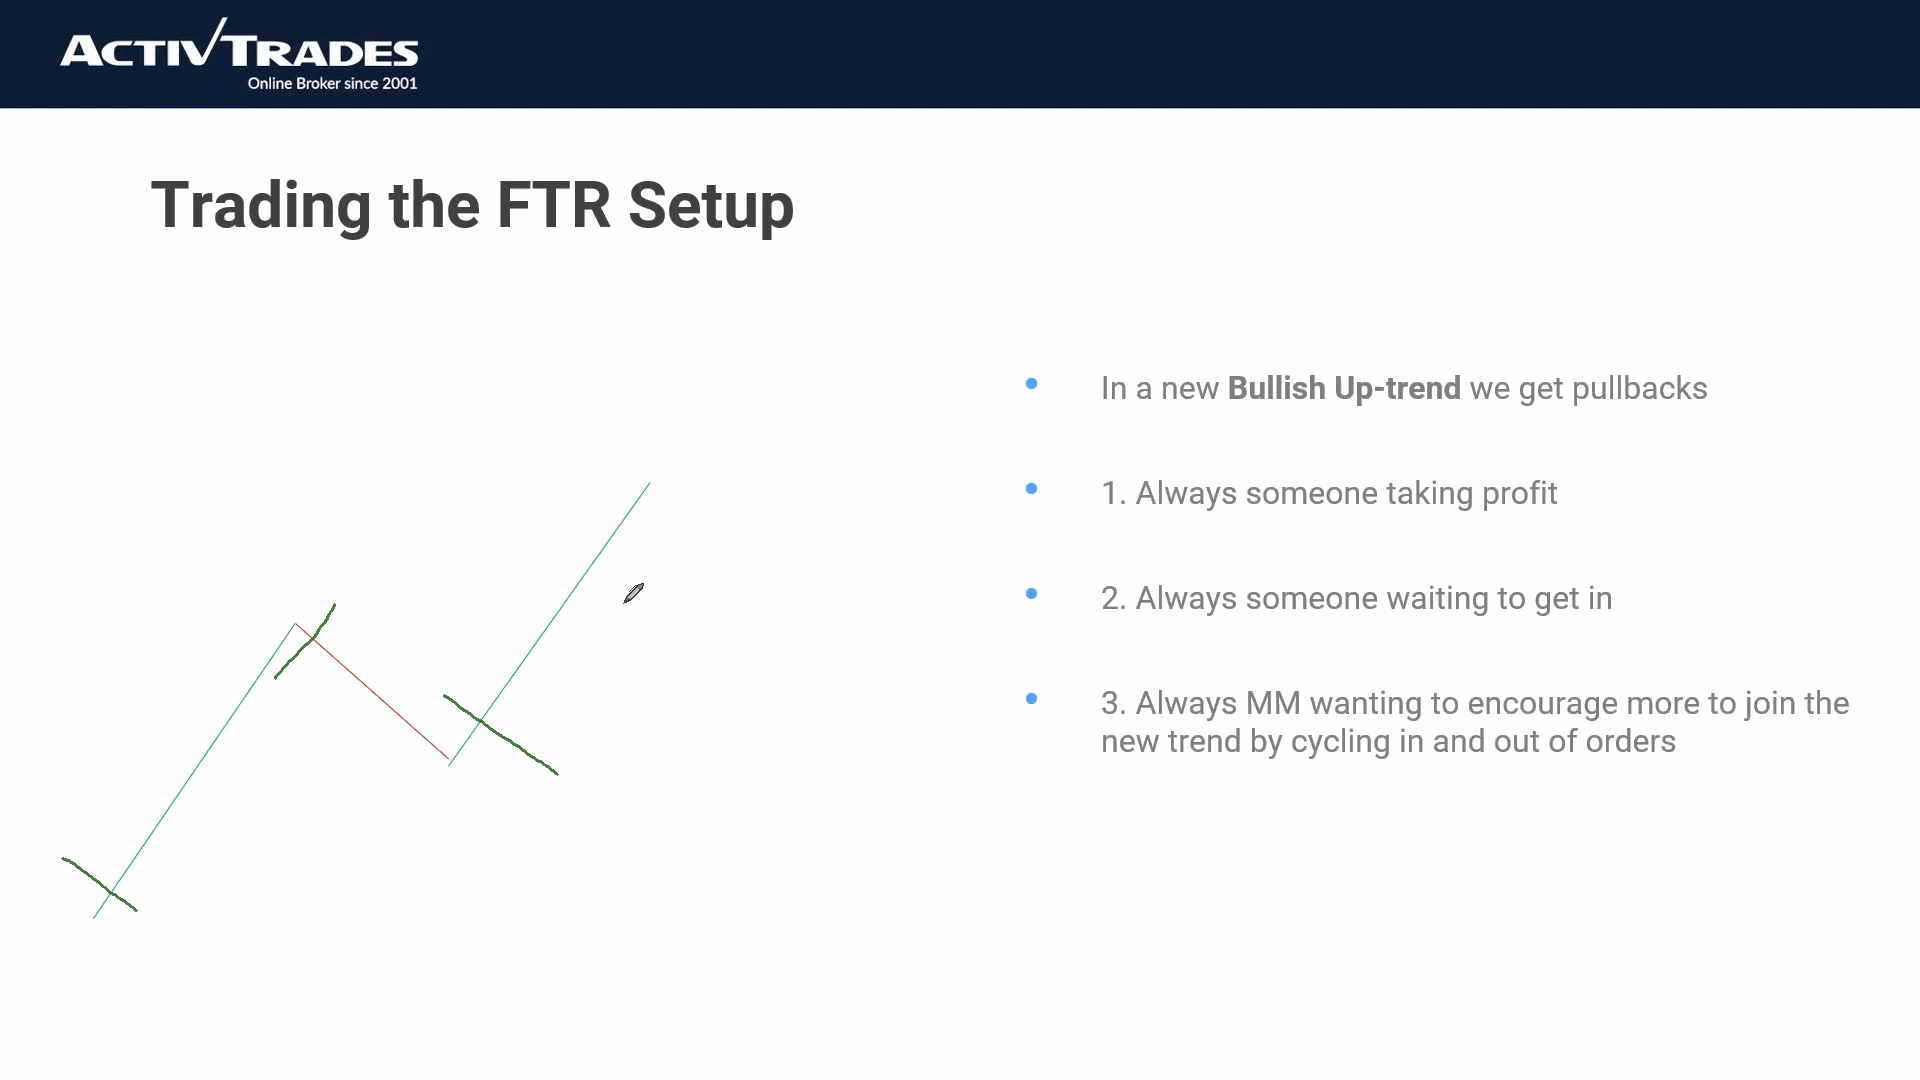 ACTIVTRADES
Online Broker since 2001
Trading the FTR Setup
In a new Bullish Up-trend we get pullbacks
1. Always someone taking profit
2. Always someone waiting to get in
3. Always MM wanting to encourage more to join the
new trend by cycling in and out of orders